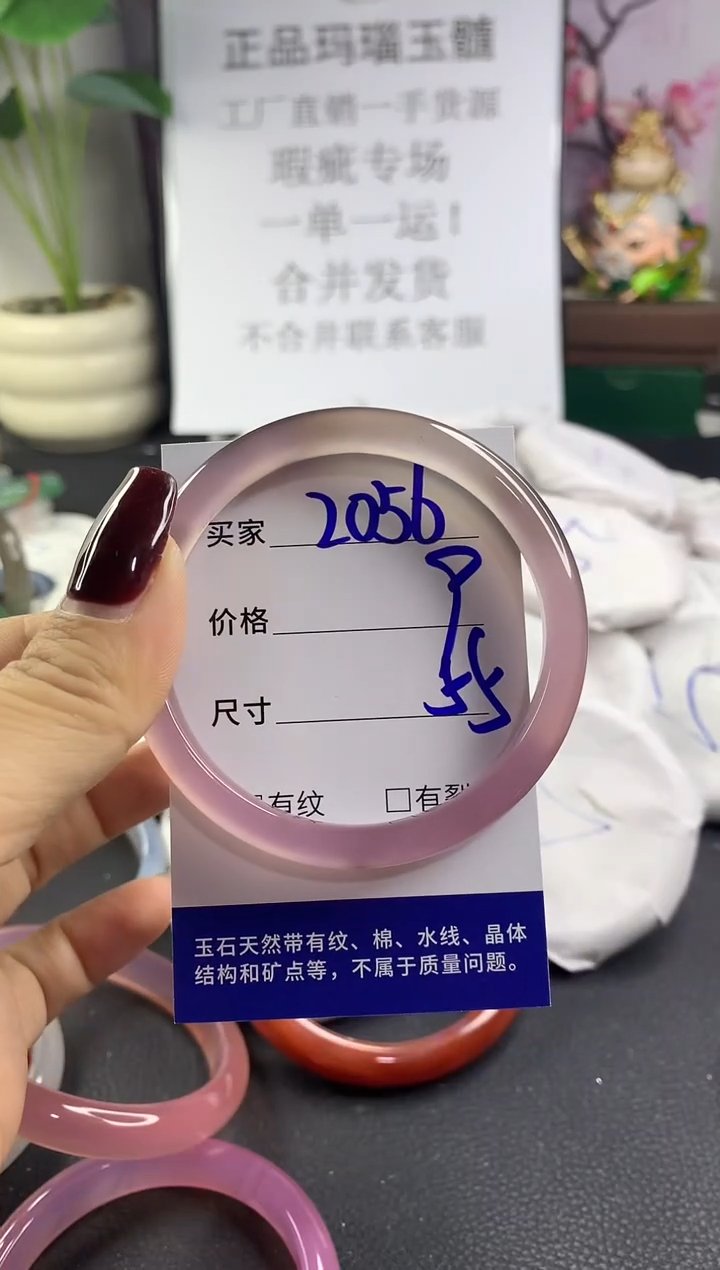 正品玛瑙玉髓
工厂直销一手货源
瑕疵专场
一单一运!
合并发货
不合并联系客服
买家 2056
价格
尺寸 55
有纹 □有裂
玉石天然带有纹、棉、水线、晶体
结构和矿点等，不属于质量问题。